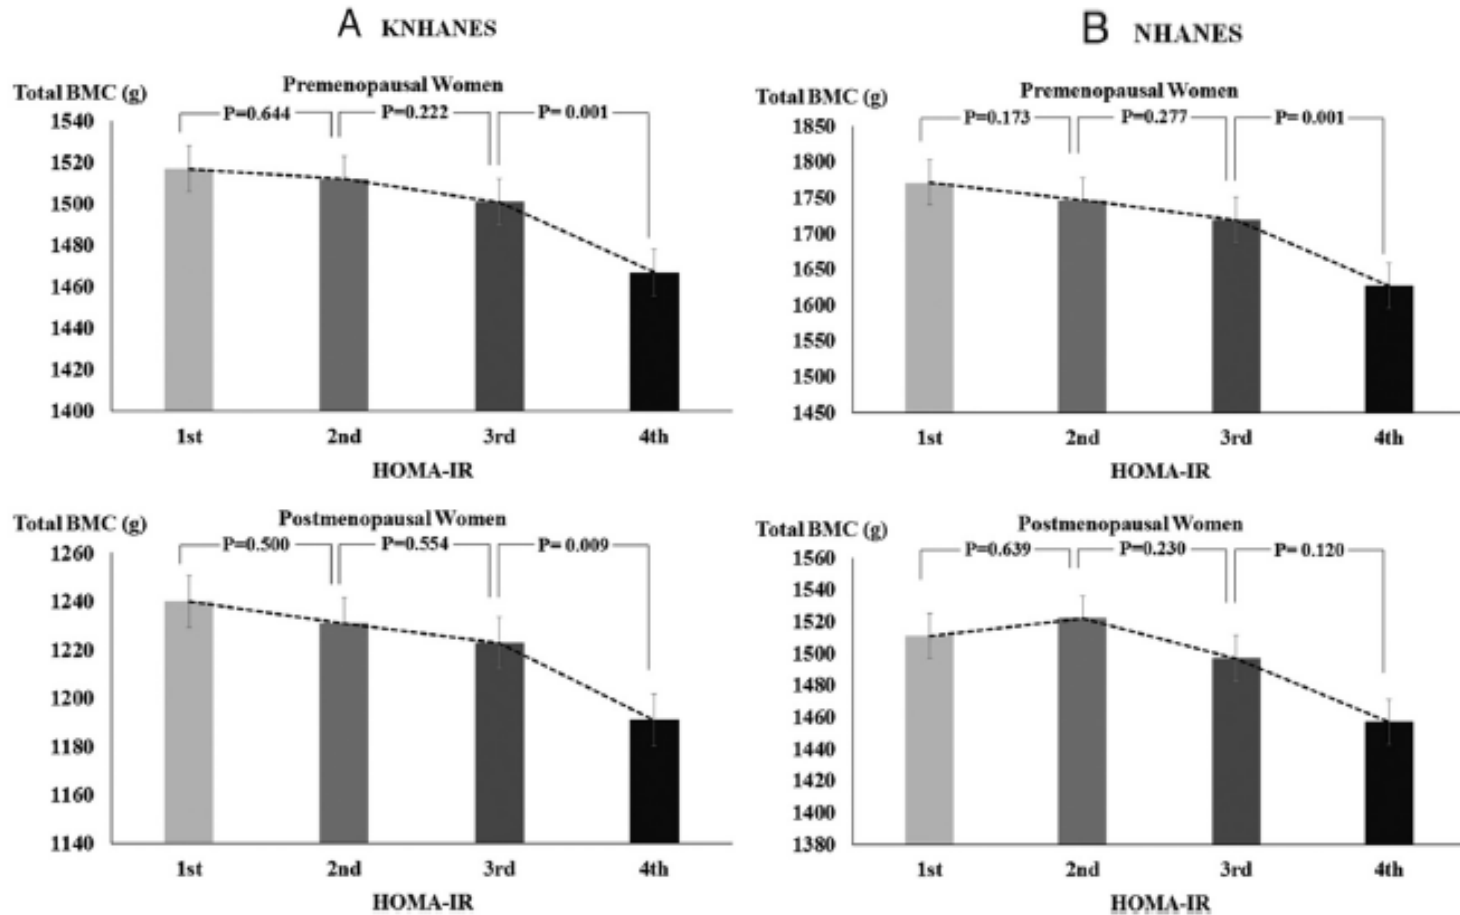 A KNHANES
Premenopausal Women
Total BMC (g)
P=0.644 P=0.222 P= 0.001
1540
1520
1500
1480
1460
1440
1420
1400
1st 2nd 3rd 4th
HOMA-IR
Postmenopausal Women
Total BMC (g)
P=0.500 P=0.554 P= 0.009
1260
1240
1220
1200
1180
1160
1140
1st 2nd 3rd 4th
HOMA-IR
B NHANES
Premenopausal Women
Total BMC (g)
P=0.173 P=0.277 P= 0.001
1850
1800
1750
1700
1650
1600
1550
1500
1450
1st 2nd 3rd 4th
HOMA-IR
Postmenopausal Women
Total BMC (g)
P=0.639 P=0.230 P= 0.120
1560
1540
1520
1500
1480
1460
1440
1420
1400
1380
1st 2nd 3rd 4th
HOMA-IR